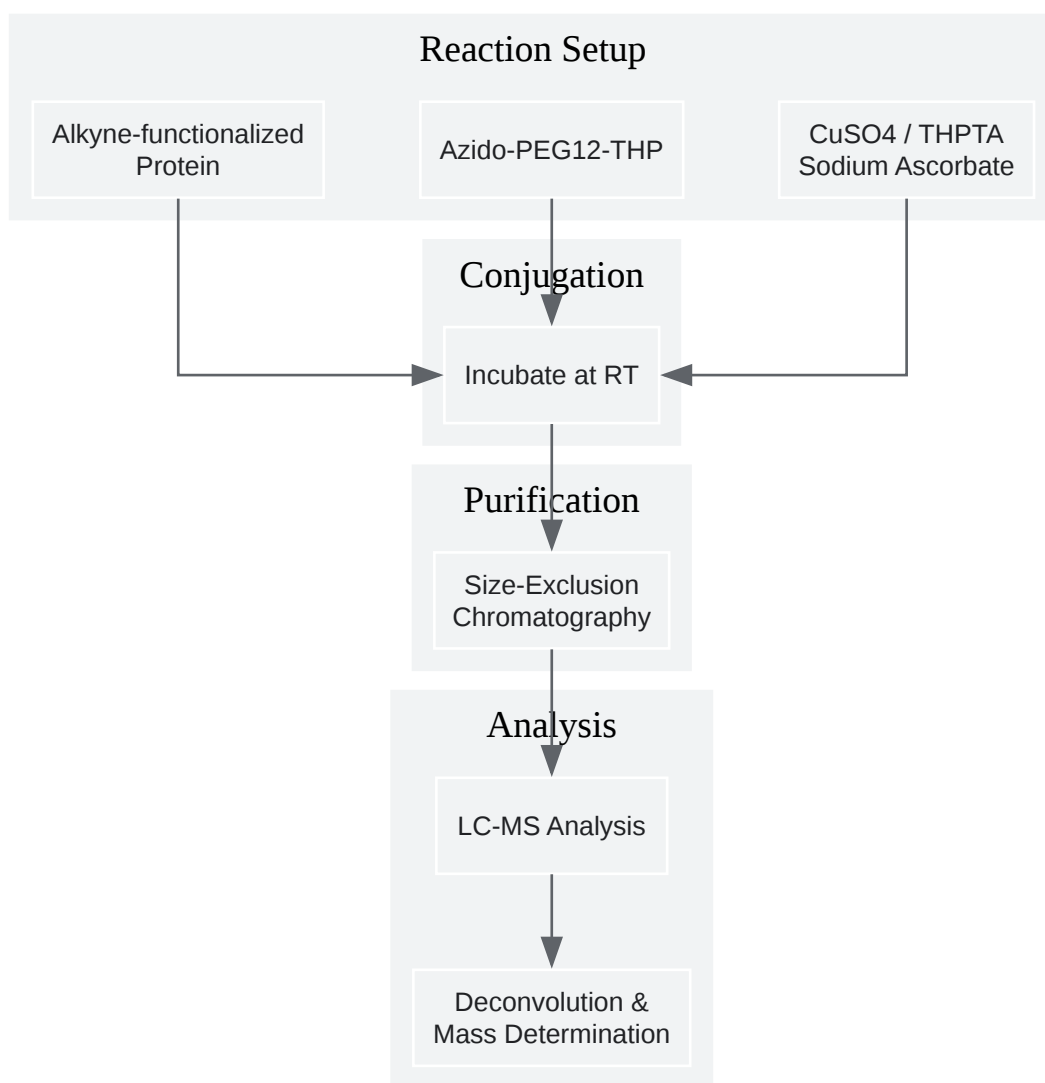 Reaction Setup
Alkyne-functionalized
Protein
Azido-PEG12-THP
CuSO4 / THPTA
Sodium Ascorbate
Conjugation
Incubate at RT
Purification
Size-Exclusion
Chromatography
Analysis
LC-MS Analysis
Deconvolution &
Mass Determination